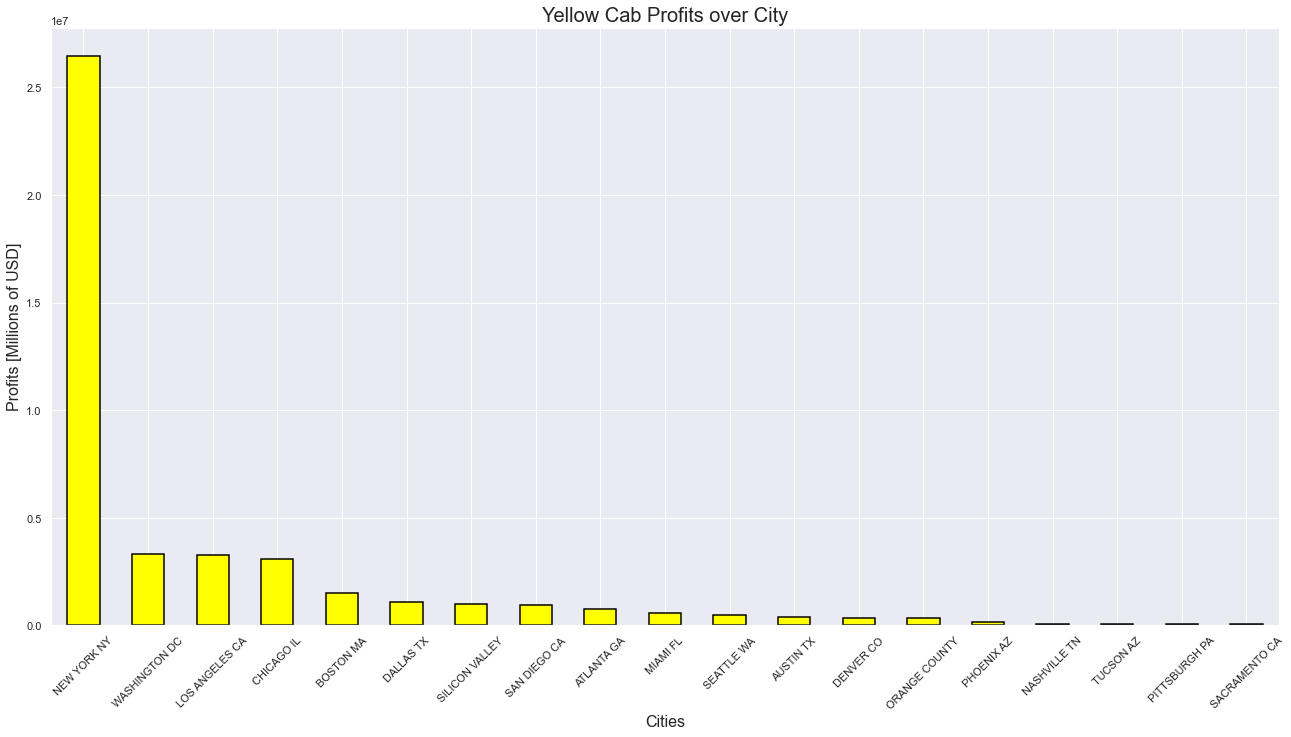 Yellow Cab Profits over City
1e7
2.5
2.0
1.5
1.0
0.5
0.0
Profits [Millions of USD]
NEW YORK NY
WASHINGTON DC
LOS ANGELES CA
CHICAGO IL
BOSTON MA
DALLAS TX
SILICON VALLEY
SAN DIEGO CA
ATLANTA GA
MIAMI FL
SEATTLE WA
AUSTIN TX
DENVER CO
ORANGE COUNTY
PHOENIX AZ
NASHVILLE TN
TUCSON AZ
PITTSBURGH PA
SACRAMENTO CA
Cities